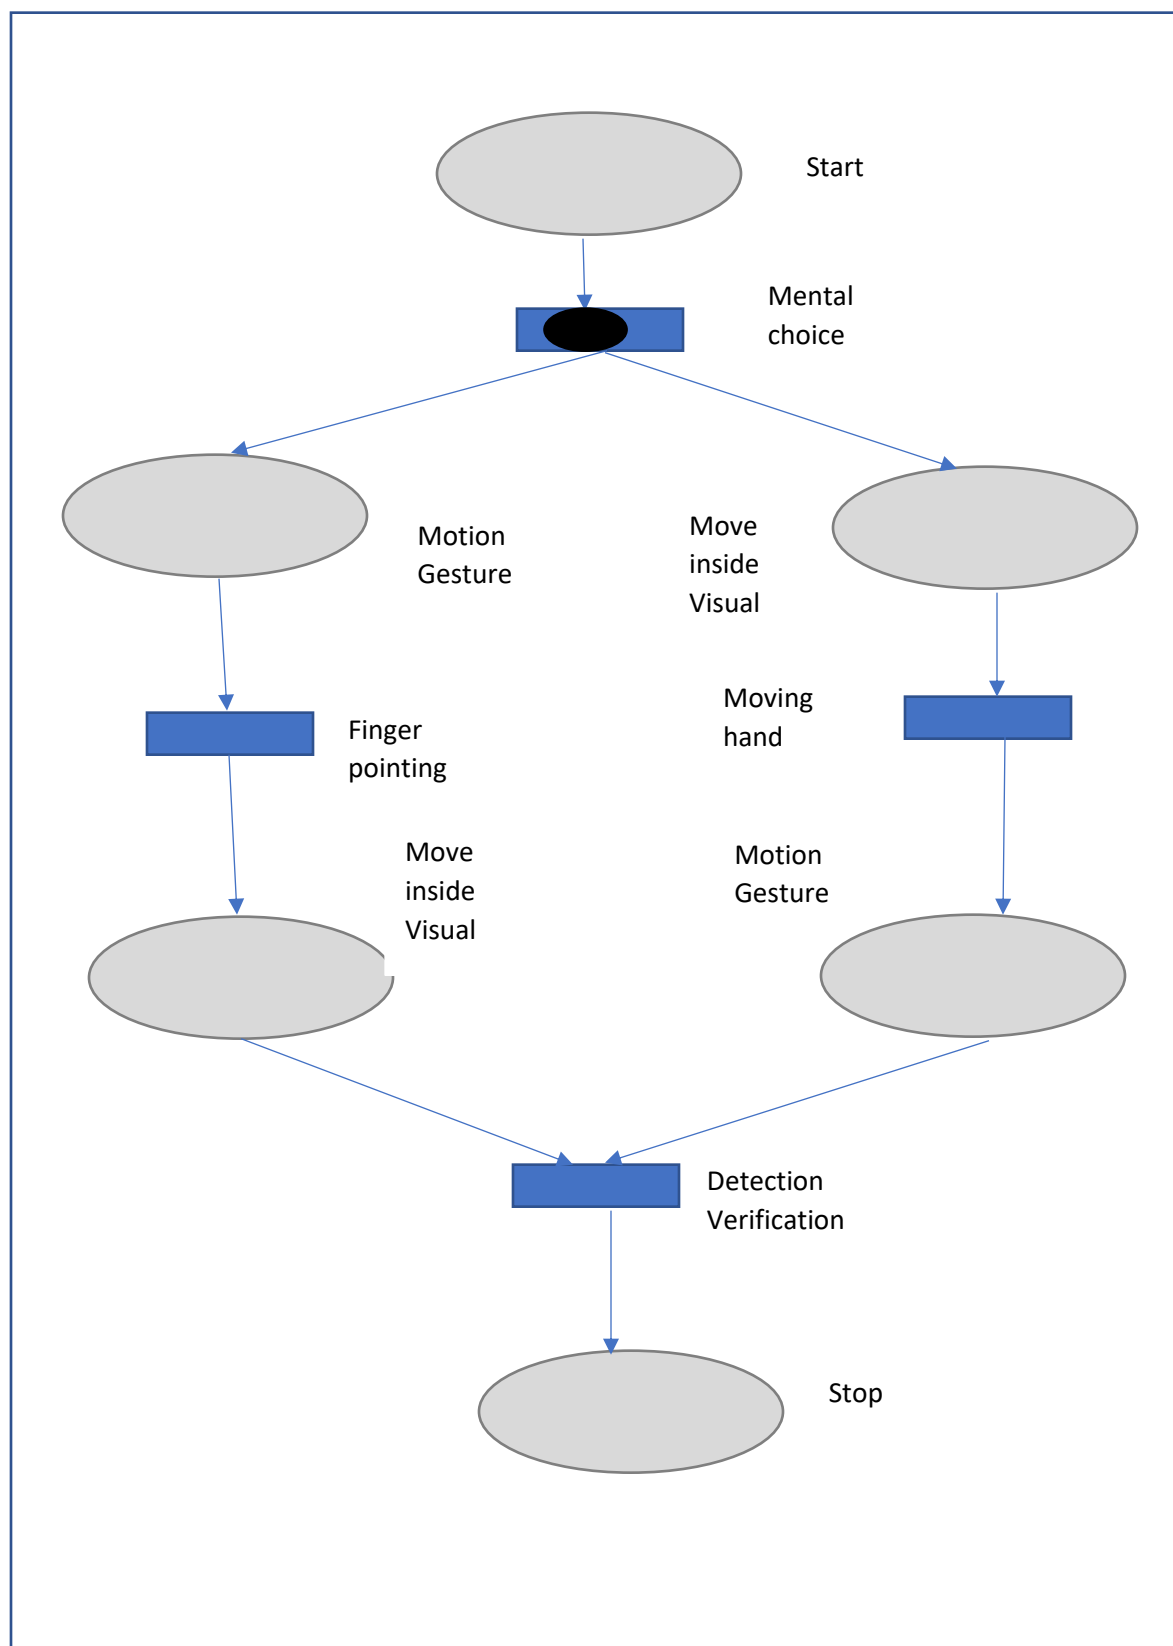 Start
Mental
choice
Motion
Gesture
Move
inside
Visual
Finger
pointing
Moving
hand
Move
inside
Visual
Motion
Gesture
Detection
Verification
Stop